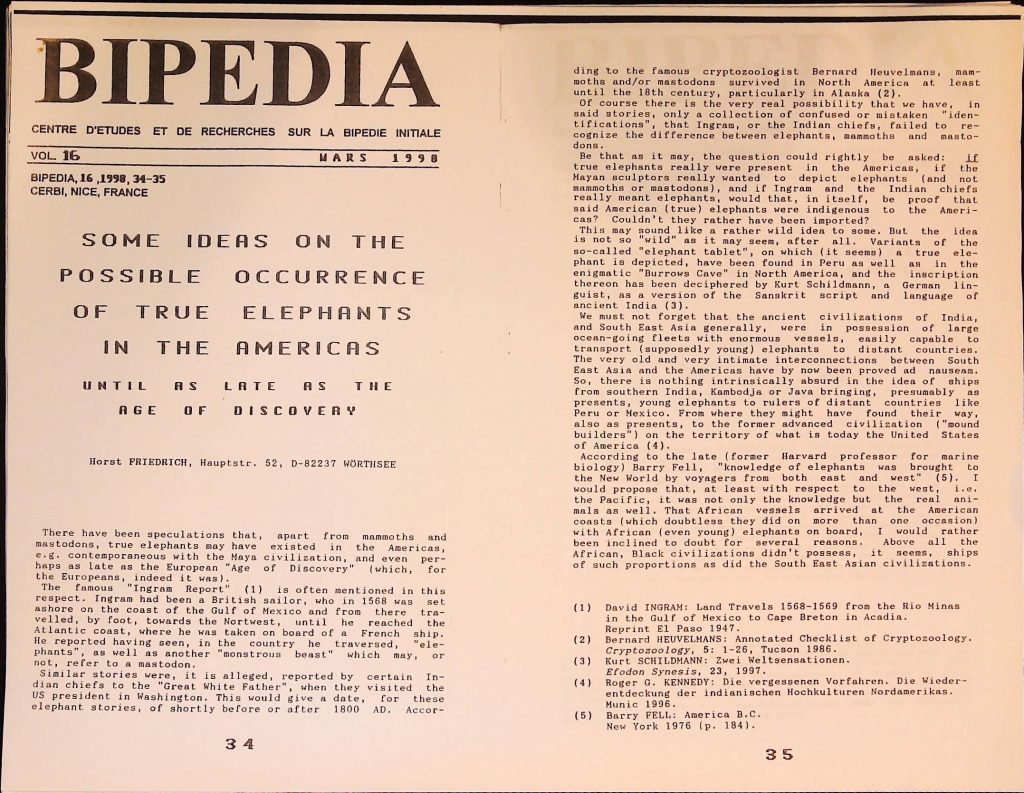 BIPEDIA
CENTRE D'ETUDES ET DE RECHERCHES SUR LA BIPEDIE INITIALE
VOL. 16 MARS 1998
BIPEDIA, 16 ,1998, 34-35
CERBI, NICE, FRANCE
SOME IDEAS ON THE
POSSIBLE OCCURRENCE
OF TRUE ELEPHANTS
IN THE AMERICAS
UNTIL AS LATE AS THE
AGE OF DISCOVERY
Horst FRIEDRICH, Hauptstr. 52, D-82237 WÖRTHSEE
There have been speculations that, apart from mammoths and
mastodons, true elephants may have existed in the Americas,
e.g. contemporaneous with the Maya civilization, and even per-
haps as late as the European "Age of Discovery" (which, for
the Europeans, indeed it was).
The famous "Ingram Report" (1) is often mentioned in this
respect. Ingram had been a British sailor, who in 1568 was set
ashore on the coast of the Gulf of Mexico and from there tra-
velled, by foot, towards the Nortwest, until he reached the
Atlantic coast, where he was taken on board of a French ship.
He reported having seen, in the country he traversed, "ele-
phants", as well as another "monstrous beast" which may, or
not, refer to a mastodon.
Similar stories were, it is alleged, reported by certain In-
dian chiefs to the "Great White Father", when they visited the
US president in Washington. This would give a date, for these
elephant stories, of shortly before or after 1800 AD. Accor-
34
ding to the famous cryptozoologist Bernard Heuvelmans, mam-
moths and/or mastodons survived in North America at least
until the 18th century, particularly in Alaska (2).
Of course there is the very real possibility that we have, in
said stories, only a collection of confused or mistaken "iden-
tifications", that Ingram, or the Indian chiefs, failed to re-
cognize the difference between elephants, mammoths and masto-
dons.
Be that as it may, the question could rightly be asked: if
true elephants really were present in the Americas, if the
Mayan sculptors really wanted to depict elephants (and not
mammoths or mastodons), and if Ingram and the Indian chiefs
really meant elephants, would that, in itself, be proof that
said American (true) elephants were indigenous to the Ameri-
cas? Couldn't they rather have been imported?
This may sound like a rather wild idea to some. But the idea
is not so "wild" as it may seem, after all. Variants of the
so-called "elephant tablet", on which (it seems) a true ele-
phant is depicted, have been found in Peru as well as in the
enigmatic "Burrows Cave" in North America, and the inscription
thereon has been deciphered by Kurt Schildmann, a German lin-
guist, as a version of the Sanskrit script and language of
ancient India (3).
We must not forget that the ancient civilizations of India,
and South East Asia generally, were in possession of large
ocean-going fleets with enormous vessels, easily capable to
transport (supposedly young) elephants to distant countries.
The very old and very intimate interconnections between South
East Asia and the Americas have by now been proved ad nauseam.
So, there is nothing intrinsically absurd in the idea of ships
from southern India, Kambodja or Java bringing, presumably as
presents, young elephants to rulers of distant countries like
Peru or Mexico. From where they might have found their way,
also as presents, to the former advanced civilization ("mound
builders") on the territory of what is today the United States
of America (4).
According to the late (former Harvard professor for marine
biology) Barry Fell, "knowledge of elephants was brought to
the New World by voyagers from both east and west" (5). I
would propose that, at least with respect to the west, i.e.
the Pacific, it was not only the knowledge but the real ani-
mals as well. That African vessels arrived at the American
coasts (which doubtless they did on more than one occasion)
with African (even young) elephants on board, I would rather
been inclined to doubt for several reasons. Above all the
African, Black civilizations didn't possess, it seems, ships
of such proportions as did the South East Asian civilizations.
(1) David INGRAM: Land Travels 1568-1569 from the Rio Minas
in the Gulf of Mexico to Cape Breton in Acadia.
Reprint El Paso 1947.
(2) Bernard HEUVELMANS: Annotated Checklist of Cryptozoology.
Cryptozoology, 5: 1-26, Tucson 1986.
(3) Kurt SCHILDMANN: Zwei Weltsensationen.
Efodon Synesis, 23, 1997.
(4) Roger G. KENNEDY: Die vergessenen Vorfahren. Die Wieder-
entdeckung der indianischen Hochkulturen Nordamerikas.
Munic 1996.
(5) Barry FELL: America B.C.
New York 1976 (p. 184).
35